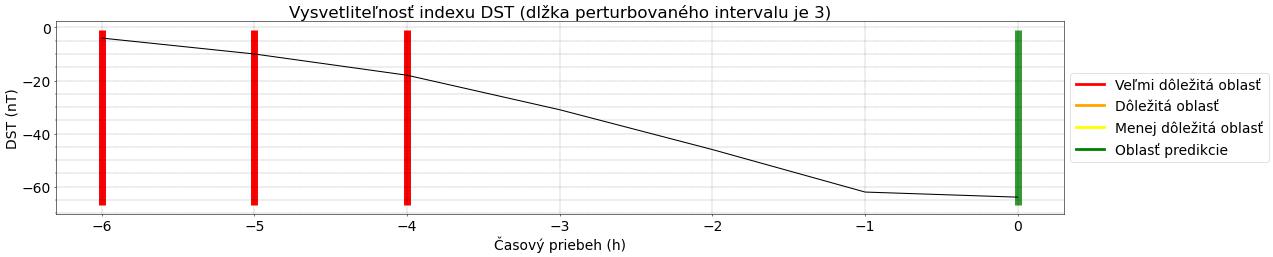 Vysvetliteľnosť indexu DST (dĺžka perturbovaného intervalu je 3)
DST (nT)
0
−20
−40
−60
−6 −5 −4 −3 −2 −1 0
Časový priebeh (h)
Veľmi dôležitá oblasť
Dôležitá oblasť
Menej dôležitá oblasť
Oblasť predikcie